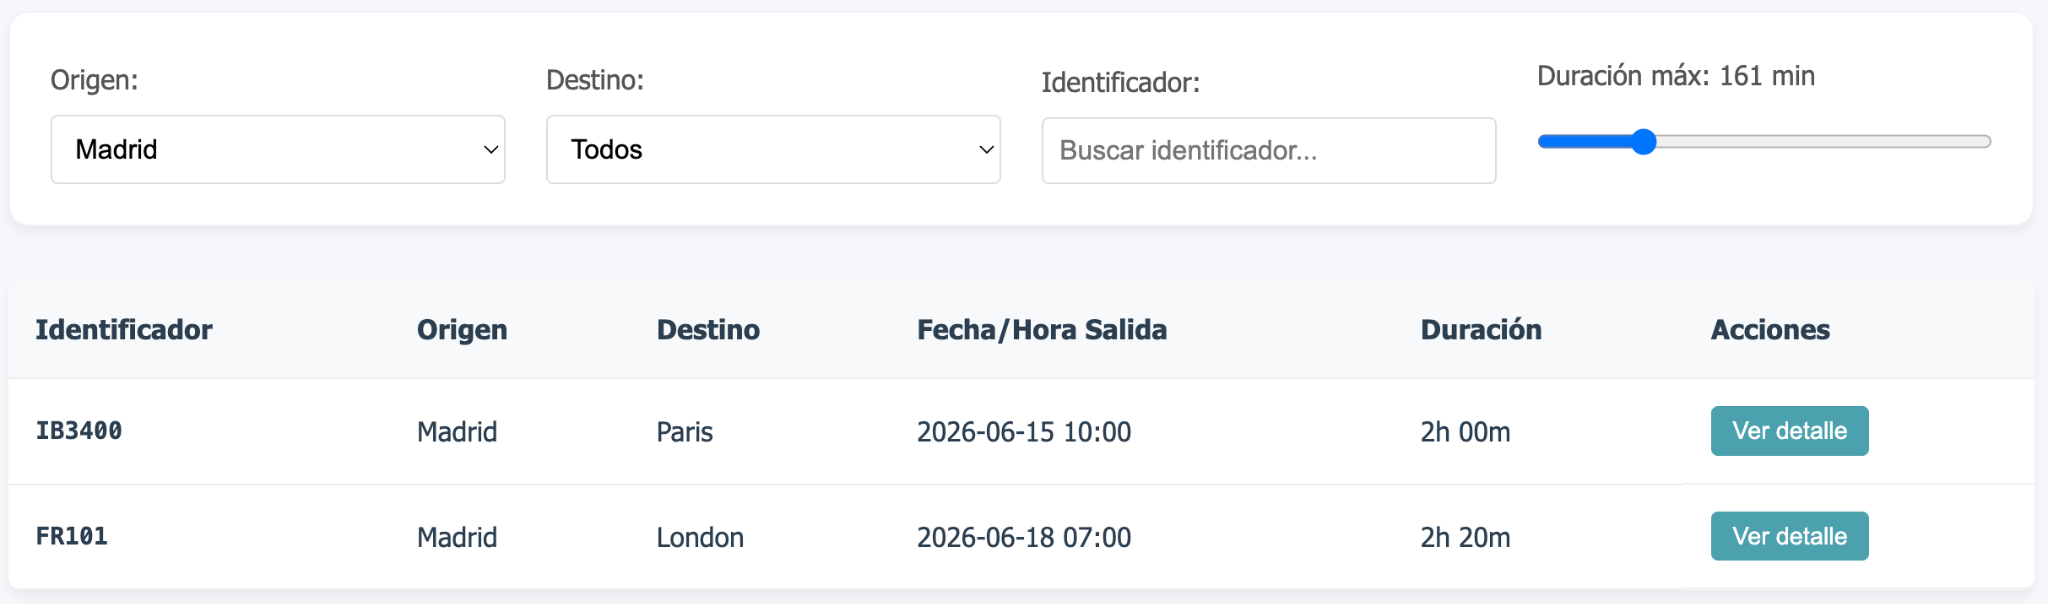 Origen:
Madrid
Destino:
Todos
Identificador:
Buscar identificador...
Duración máx: 161 min
Identificador Origen Destino Fecha/Hora Salida Duración Acciones
IB3400 Madrid Paris 2026-06-15 10:00 2h 00m Ver detalle
FR101 Madrid London 2026-06-18 07:00 2h 20m Ver detalle